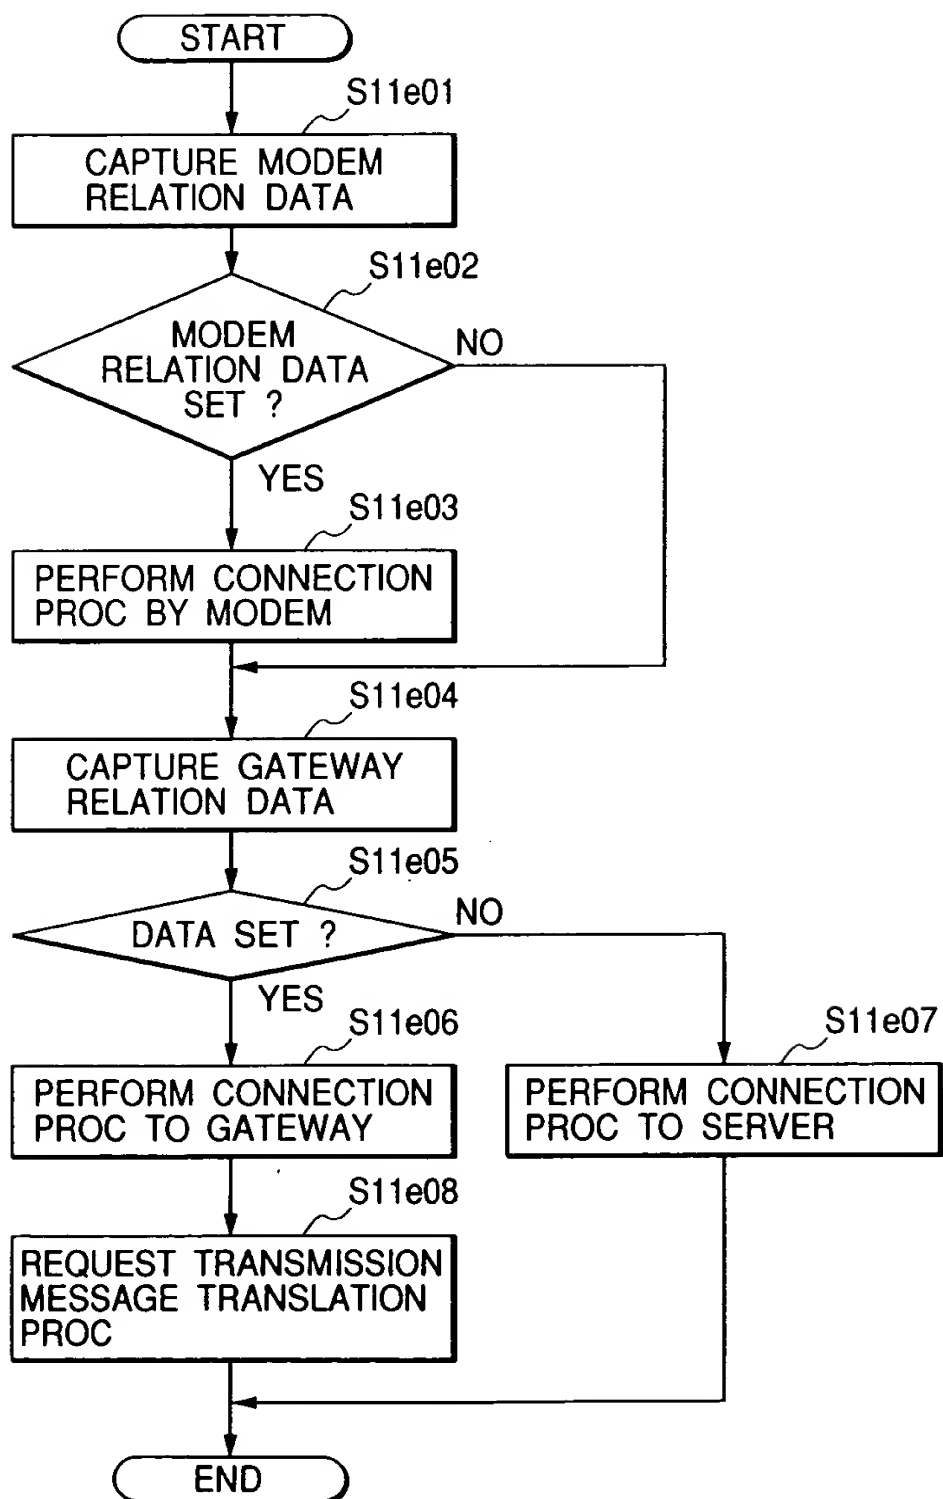 START
S11e01
CAPTURE MODEM
RELATION DATA
S11e02
MODEM
RELATION DATA
SET ?
NO
YES
S11e03
PERFORM CONNECTION
PROC BY MODEM
S11e04
CAPTURE GATEWAY
RELATION DATA
S11e05
DATA SET ?
NO
YES
S11e06
PERFORM CONNECTION
PROC TO GATEWAY
S11e07
PERFORM CONNECTION
PROC TO SERVER
S11e08
REQUEST TRANSMISSION
MESSAGE TRANSLATION
PROC
END